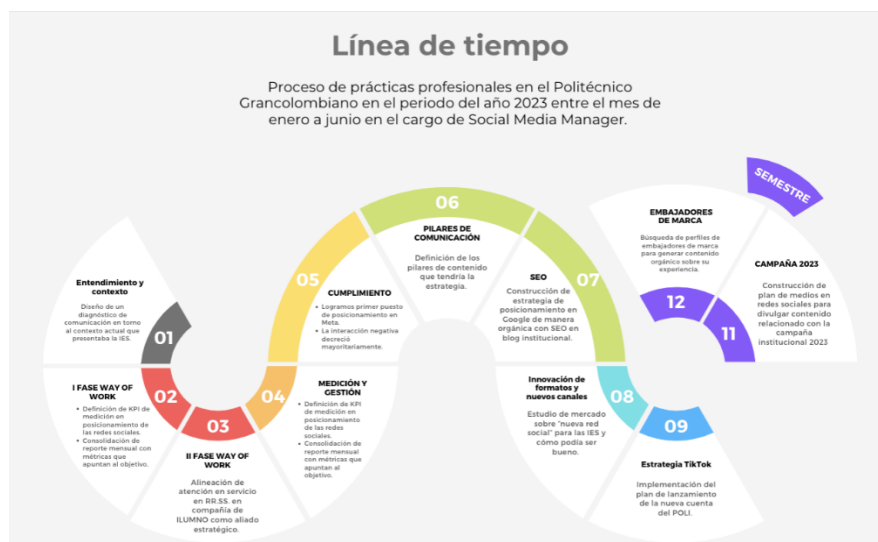 Línea de tiempo
Proceso de prácticas profesionales en el Politécnico
Grancolombiano en el periodo del año 2023 entre el mes de
enero a junio en el cargo de Social Media Manager.
Entendimiento y
contexto
Diseño de un
diagnóstico de
comunicación en torno
al contexto actual que
presentaba la IES.
01
I FASE WAY OF
WORK
• Definición de KPI de
medición en
posicionamiento de
las redes sociales.
• Consolidación de
reporte mensual con
métricas que
apuntan al objetivo.
02
03
II FASE WAY OF
WORK
Alineación de
atención en servicio
en RR.SS. en
compañía de
ILUMNO como aliado
estratégico.
04
MEDICIÓN Y
GESTIÓN
• Definición de KPI de
medición en
posicionamiento de
las redes
sociales.
• Consolidación de
reporte mensual con
métricas que
apuntan al
objetivo.
05
CUMPLIMIENTO
• Logramos primer puesto
de posicionamiento en
Meta.
• La interacción negativa
decreció
mayoritariamente.
06
PILARES DE
COMUNICACIÓN
Definición de los
pilares de contenido
que tendría la
estrategia.
07
SEO
Construcción de
estrategia de
posicionamiento en
Google de manera
orgánica con SEO en
blog institucional.
08
Innovación de
formatos y
nuevos canales
Estudio de mercado
sobre "nueva red
social" para las IES y
cómo podía ser
bueno.
09
Estrategia TikTok
Implementación del
plan de lanzamiento
de la nueva cuenta
del POLI.
11
CAMPAÑA 2023
Construcción de
plan de medios en
redes sociales para
divulgar contenido
relacionado con la
campaña
institucional 2023
12
EMBAJADORES
DE MARCA
Búsqueda de perfiles de
embajadores de marca
para generar contenido
orgánico sobre su
experiencia.
SEMESTRE